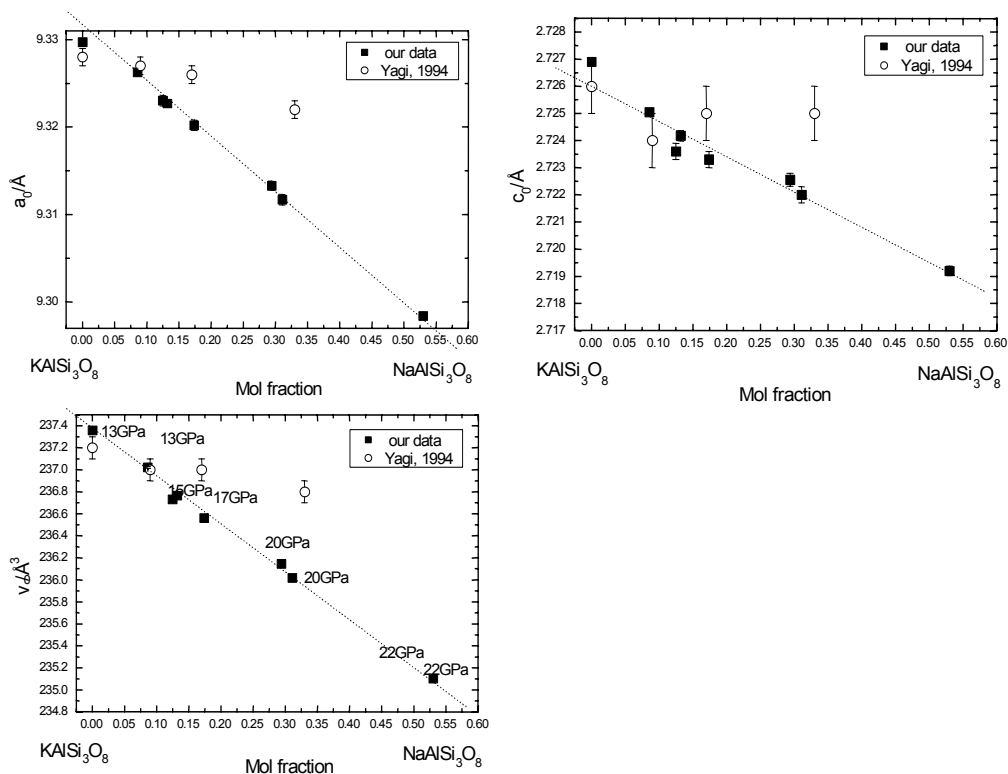 9.33
9.32
9.31
9.30
a₀/Å
our data
Yagi, 1994
0.00 0.05 0.10 0.15 0.20 0.25 0.30 0.35 0.40 0.45 0.50 0.55 0.60
KAlSi₃O₈
NaAlSi₃O₈
Mol fraction
2.728
2.727
2.726
2.725
2.724
2.723
2.722
2.721
2.720
2.719
2.718
2.717
c₀/Å
our data
Yagi, 1994
0.00 0.05 0.10 0.15 0.20 0.25 0.30 0.35 0.40 0.45 0.50 0.55 0.60
KAlSi₃O₈
NaAlSi₃O₈
Mol fraction
237.4
237.2
237.0
236.8
236.6
236.4
236.2
236.0
235.8
235.6
235.4
235.2
235.0
234.8
v₀/Å³
our data
Yagi, 1994
13GPa
13GPa
15GPa
17GPa
20GPa
20GPa
22GPa
22GPa
0.00 0.05 0.10 0.15 0.20 0.25 0.30 0.35 0.40 0.45 0.50 0.55 0.60
KAlSi₃O₈
NaAlSi₃O₈
Mol fraction